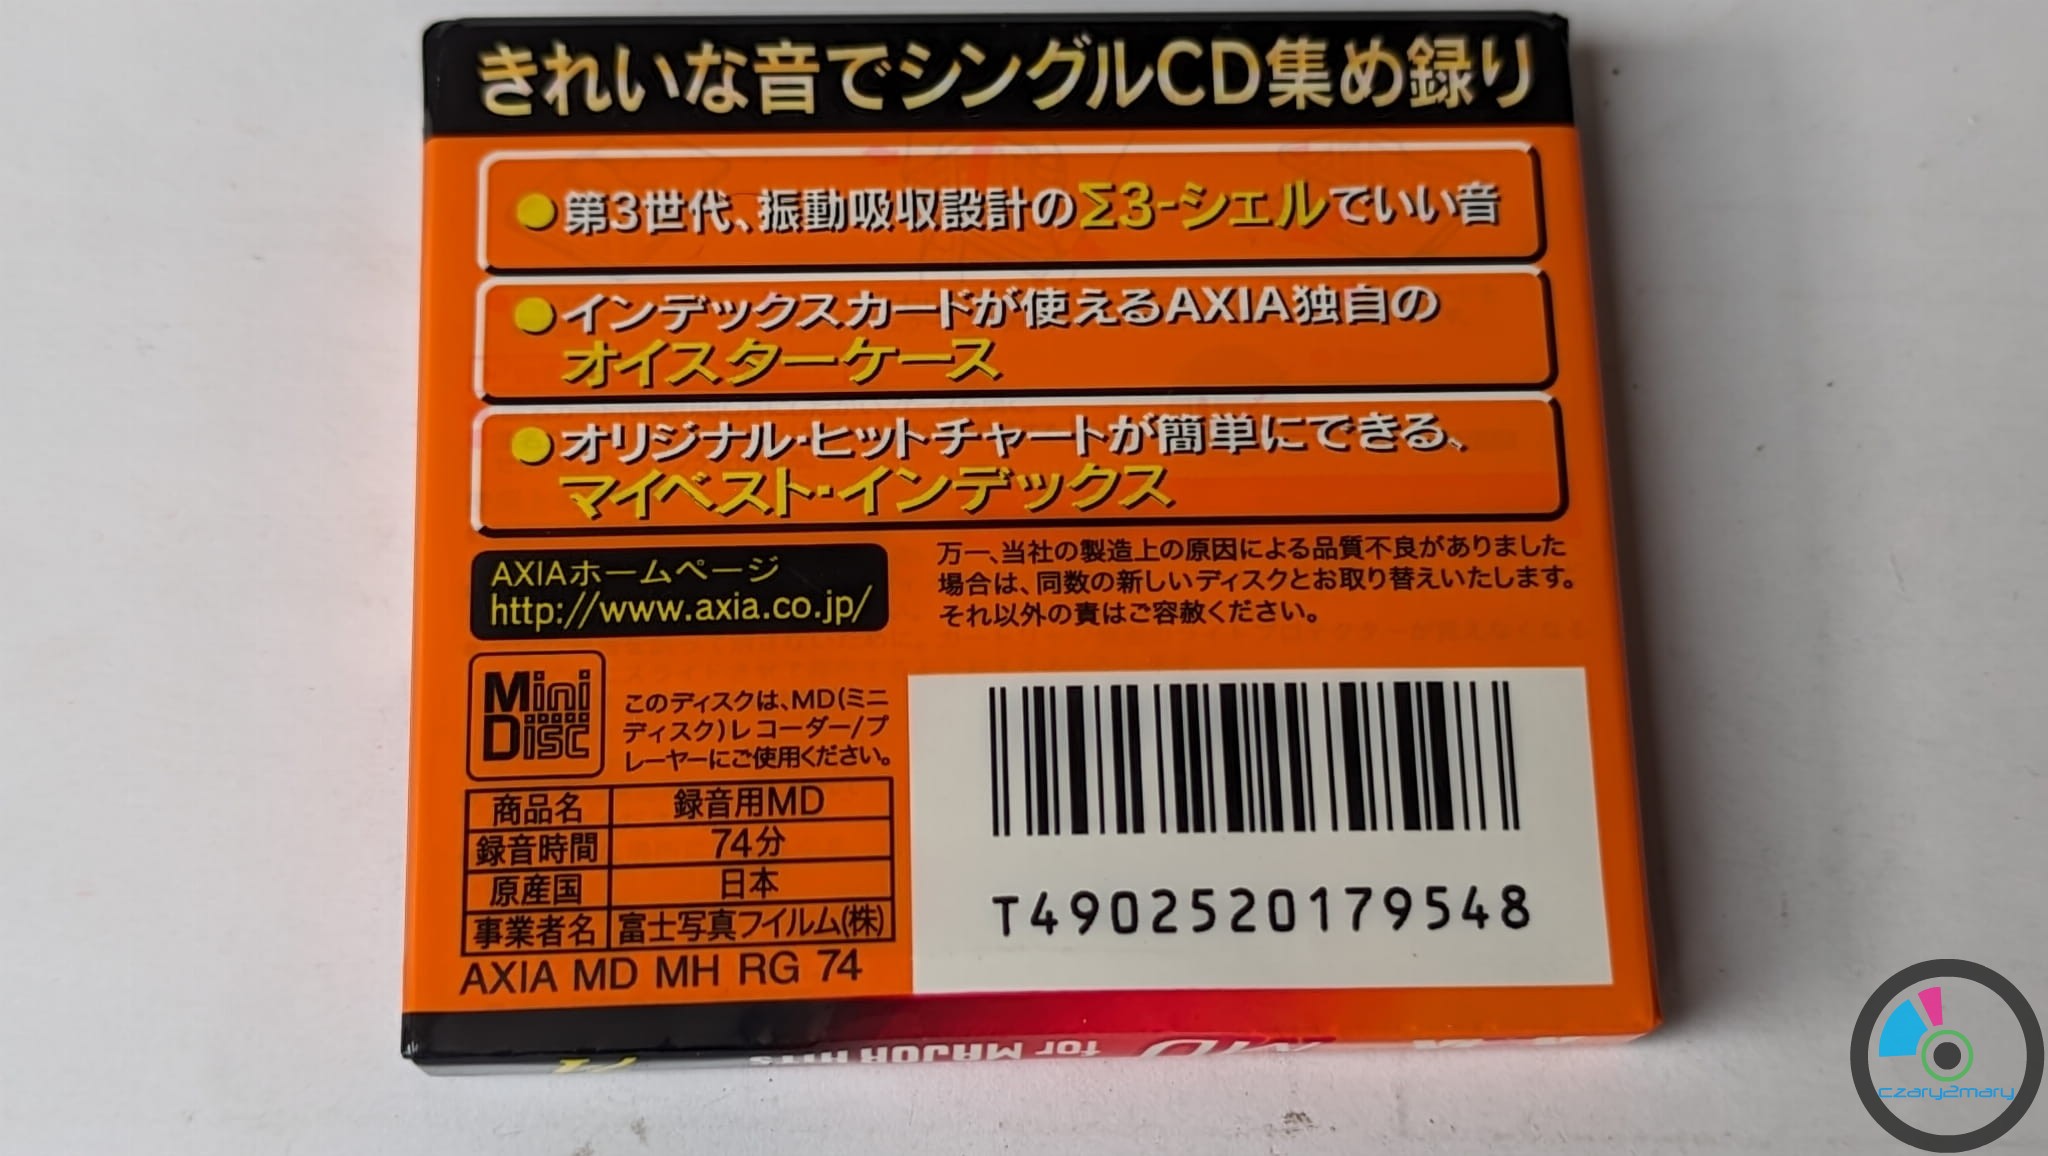 きれいな音でシングルCD集め録り
●第3世代、振動吸収設計のΣ3-シェルでいい音
●インデックスカードが使えるAXIA独自の
オイスターケース
●オリジナル・ヒットチャートが簡単にできる、
マイベスト・インデックス
AXIAホームページ
http://www.axia.co.jp/
万一、当社の製造上の原因による品質不良がありました
場合は、同数の新しいディスクとお取り替えいたします。
それ以外の責はご容赦ください。
Mini
Disc
このディスクは、MD(ミニ
ディスク)レコーダー/プ
レーヤーにご使用ください。
商品名 録音用MD
録音時間 74分
原産国 日本
事業者名 富士写真フイルム(株)
AXIA MD MH RG 74
T4902520179548
for MAJOR HITS
czary2mary